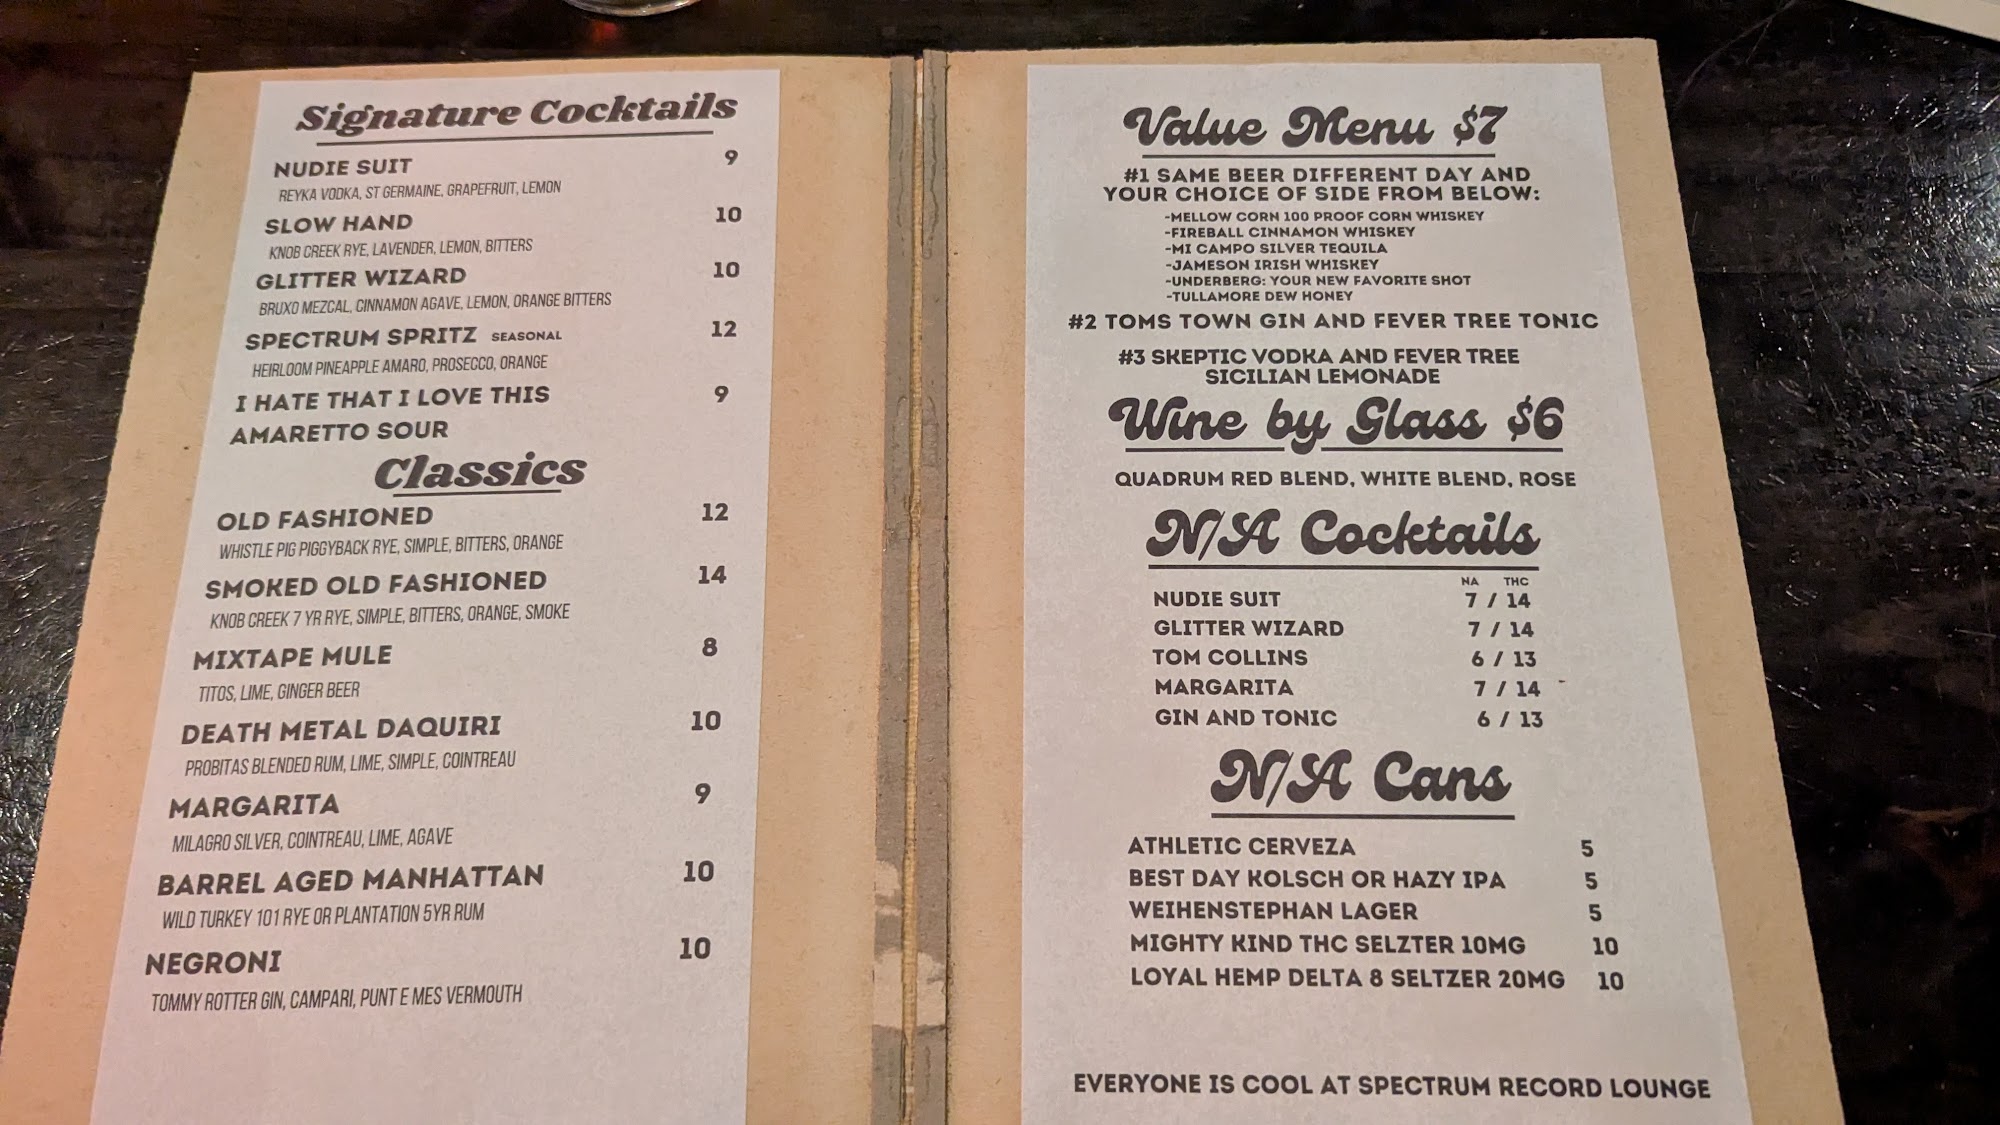 Signature Cocktails
NUDIE SUIT 9
REYKA VODKA, ST GERMAINE, GRAPEFRUIT, LEMON
SLOW HAND 10
KNOB CREEK RYE, LAVENDER, LEMON, BITTERS
GLITTER WIZARD 10
BRUXO MEZCAL, CINNAMON AGAVE, LEMON, ORANGE BITTERS
SPECTRUM SPRITZ SEASONAL 12
HEIRLOOM PINEAPPLE AMARO, PROSECCO, ORANGE
I HATE THAT I LOVE THIS 9
AMARETTO SOUR
Classics
OLD FASHIONED 12
WHISTLE PIG PIGGYBACK RYE, SIMPLE, BITTERS, ORANGE
SMOKED OLD FASHIONED 14
KNOB CREEK 7 YR RYE, SIMPLE, BITTERS, ORANGE, SMOKE
MIXTAPE MULE 8
TITOS, LIME, GINGER BEER
DEATH METAL DAQUIRI 10
PROBITAS BLENDED RUM, LIME, SIMPLE, COINTREAU
MARGARITA 9
MILAGRO SILVER, COINTREAU, LIME, AGAVE
BARREL AGED MANHATTAN 10
WILD TURKEY 101 RYE OR PLANTATION 5YR RUM
NEGRONI 10
TOMMY ROTTER GIN, CAMPARI, PUNT E MES VERMOUTH
Value Menu $7
#1 SAME BEER DIFFERENT DAY AND
YOUR CHOICE OF SIDE FROM BELOW:
-MELLOW CORN 100 PROOF CORN WHISKEY
-FIREBALL CINNAMON WHISKEY
-MI CAMPO SILVER TEQUILA
-JAMESON IRISH WHISKEY
-UNDERBERG: YOUR NEW FAVORITE SHOT
-TULLAMORE DEW HONEY
#2 TOMS TOWN GIN AND FEVER TREE TONIC
#3 SKEPTIC VODKA AND FEVER TREE
SICILIAN LEMONADE
Wine by Glass $6
QUADRUM RED BLEND, WHITE BLEND, ROSE
N/A Cocktails
NA THC
NUDIE SUIT 7 / 14
GLITTER WIZARD 7 / 14
TOM COLLINS 6 / 13
MARGARITA 7 / 14
GIN AND TONIC 6 / 13
N/A Cans
ATHLETIC CERVEZA 5
BEST DAY KOLSCH OR HAZY IPA 5
WEIHENSTEPHAN LAGER 5
MIGHTY KIND THC SELZTER 10MG 10
LOYAL HEMP DELTA 8 SELTZER 20MG 10
EVERYONE IS COOL AT SPECTRUM RECORD LOUNGE